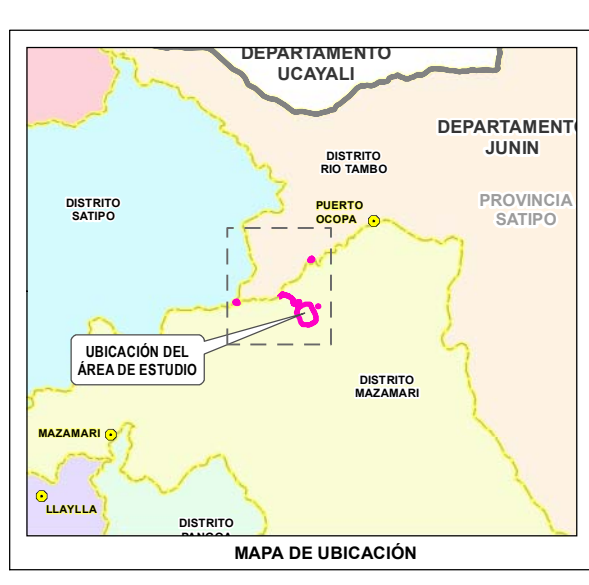 DEPARTAMENTO
UCAYALI
DEPARTAMENTO
JUNIN
DISTRITO
RIO TAMBO
PROVINCIA
SATIPO
DISTRITO
SATIPO
PUERTO
OCOPA
UBICACIÓN DEL
ÁREA DE ESTUDIO
DISTRITO
MAZAMARI
MAZAMARI
LLAYLLA
DISTRITO
PANGOA
MAPA DE UBICACIÓN